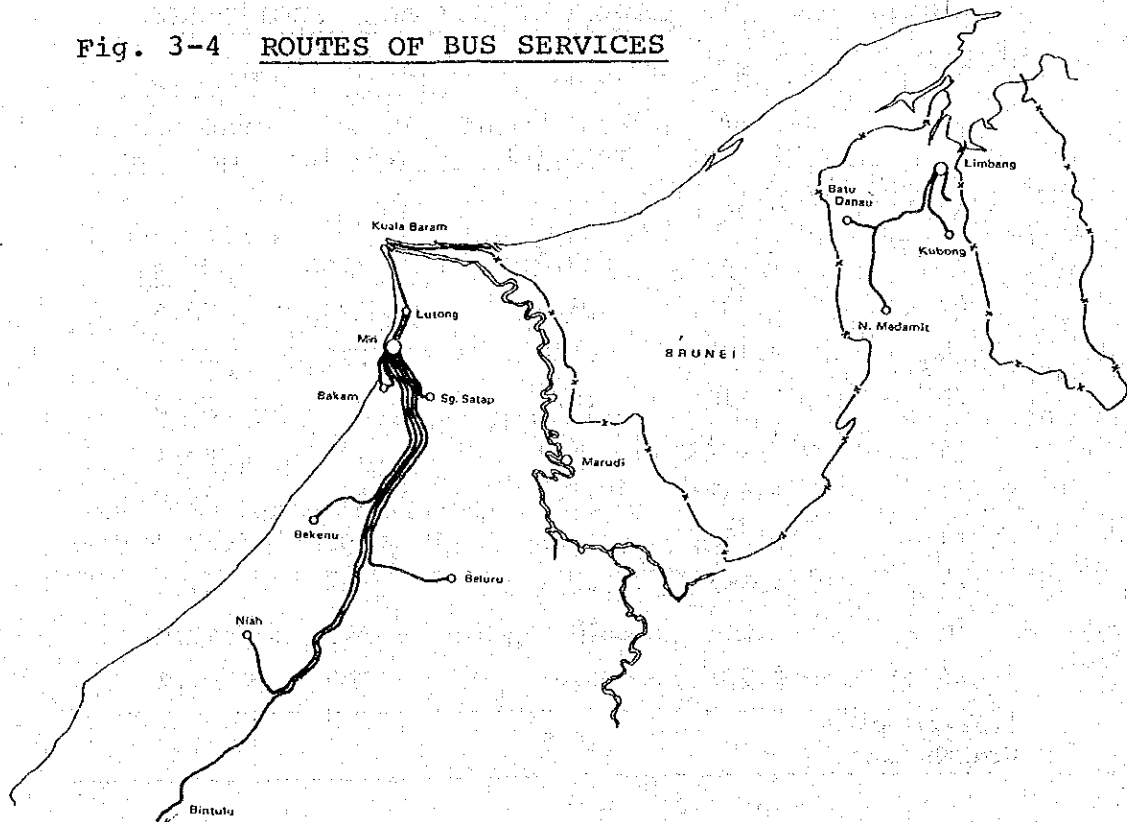 Fig. 3-4 ROUTES OF BUS SERVICES
Limbang
Batu
Danau
Kuala Baram
Kubong
Lutong
N. Medamit
Miri
BRUNEI
Bakam
Sg. Satap
Marudi
Bekenu
Beluru
Niah
Bintulu